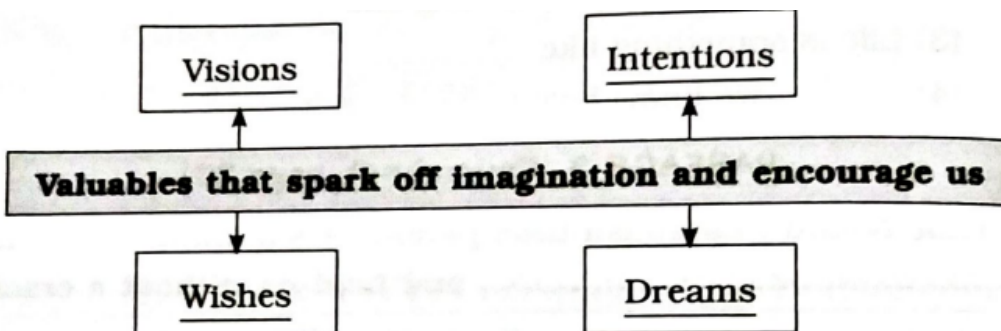 Visions
Intentions
Valuables that spark off imagination and encourage us
Wishes
Dreams